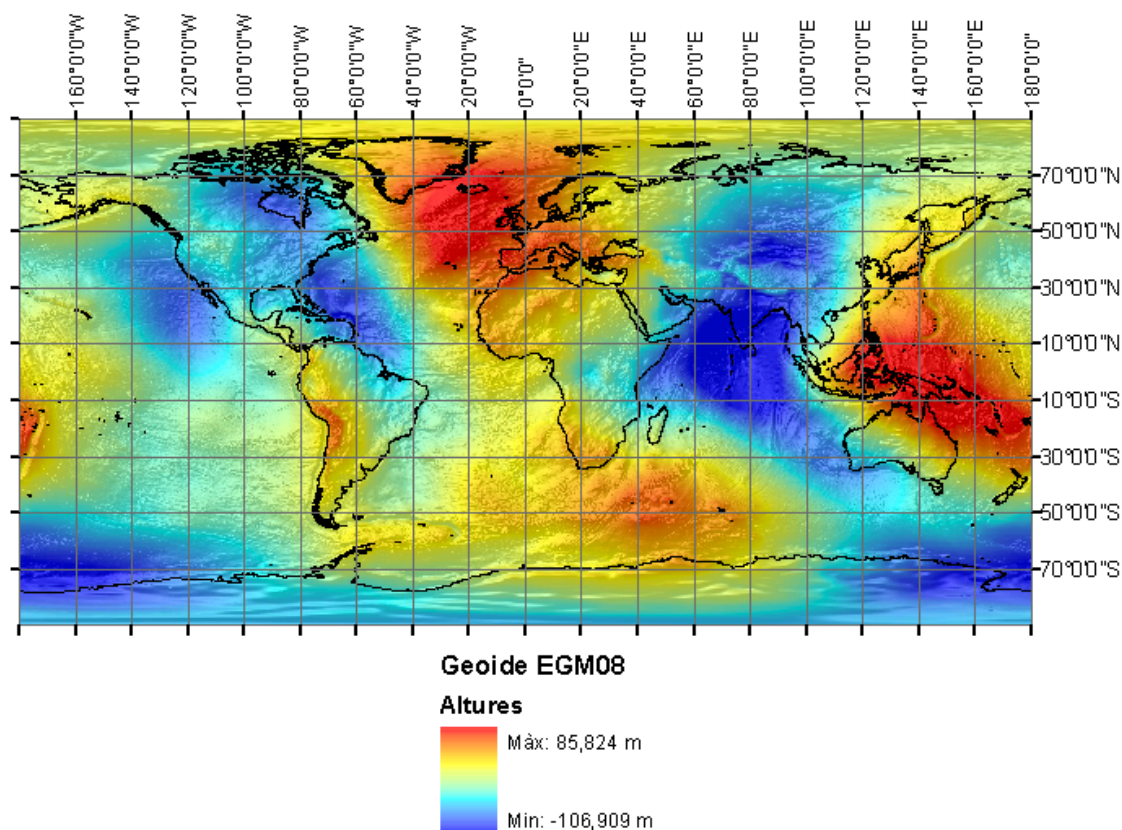 160°0'0"W
140°0'0"W
120°0'0"W
100°0'0"W
80°0'0"W
60°0'0"W
40°0'0"W
20°0'0"W
0°0'0"
20°0'0"E
40°0'0"E
60°0'0"E
80°0'0"E
100°0'0"E
120°0'0"E
140°0'0"E
160°0'0"E
180°0'0"
70°0'0"N
50°0'0"N
30°0'0"N
10°0'0"N
10°0'0"S
30°0'0"S
50°0'0"S
70°0'0"S
Geoide EGM08
Altures
Màx: 85,824 m
Min: -106,909 m